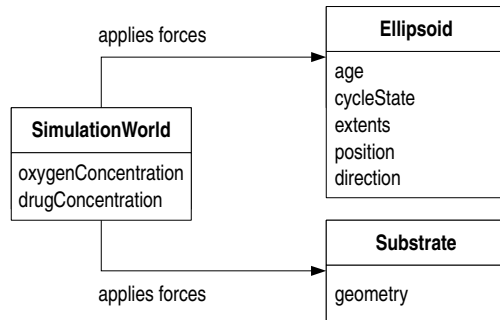 applies forces
Ellipsoid
age
cycleState
extents
position
direction
SimulationWorld
oxygenConcentration
drugConcentration
Substrate
geometry
applies forces